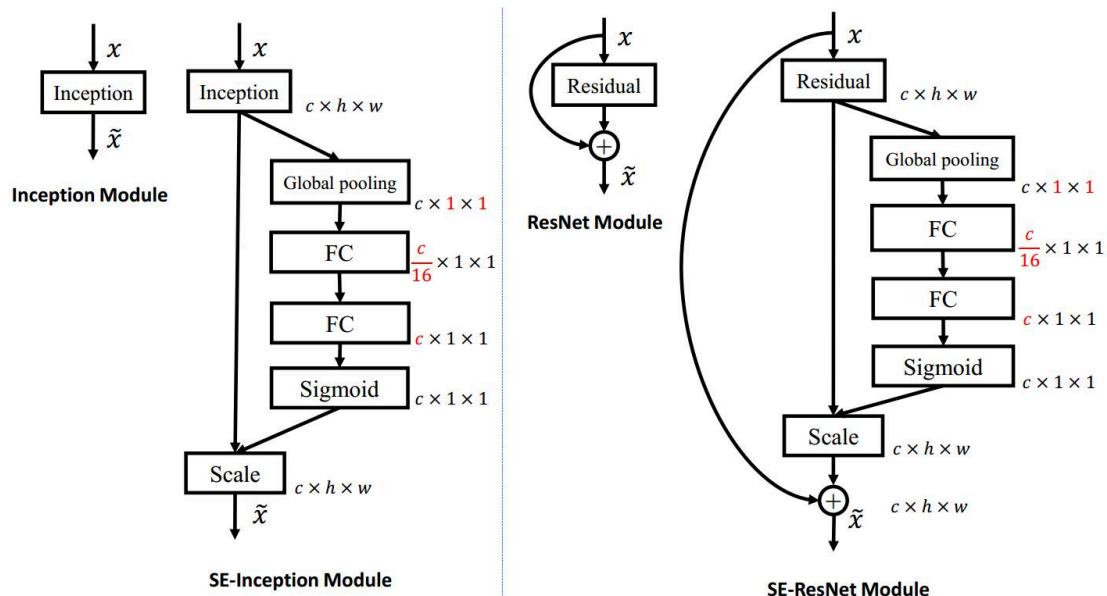 x
Inception
x̃
Inception Module
x
Inception
c × h × w
Global pooling
c × 1 × 1
FC
c/16 × 1 × 1
FC
c × 1 × 1
Sigmoid
c × 1 × 1
Scale
c × h × w
x̃
SE-Inception Module
x
Residual
+
x̃
ResNet Module
x
Residual
c × h × w
Global pooling
c × 1 × 1
FC
c/16 × 1 × 1
FC
c × 1 × 1
Sigmoid
c × 1 × 1
Scale
c × h × w
+
c × h × w
x̃
SE-ResNet Module